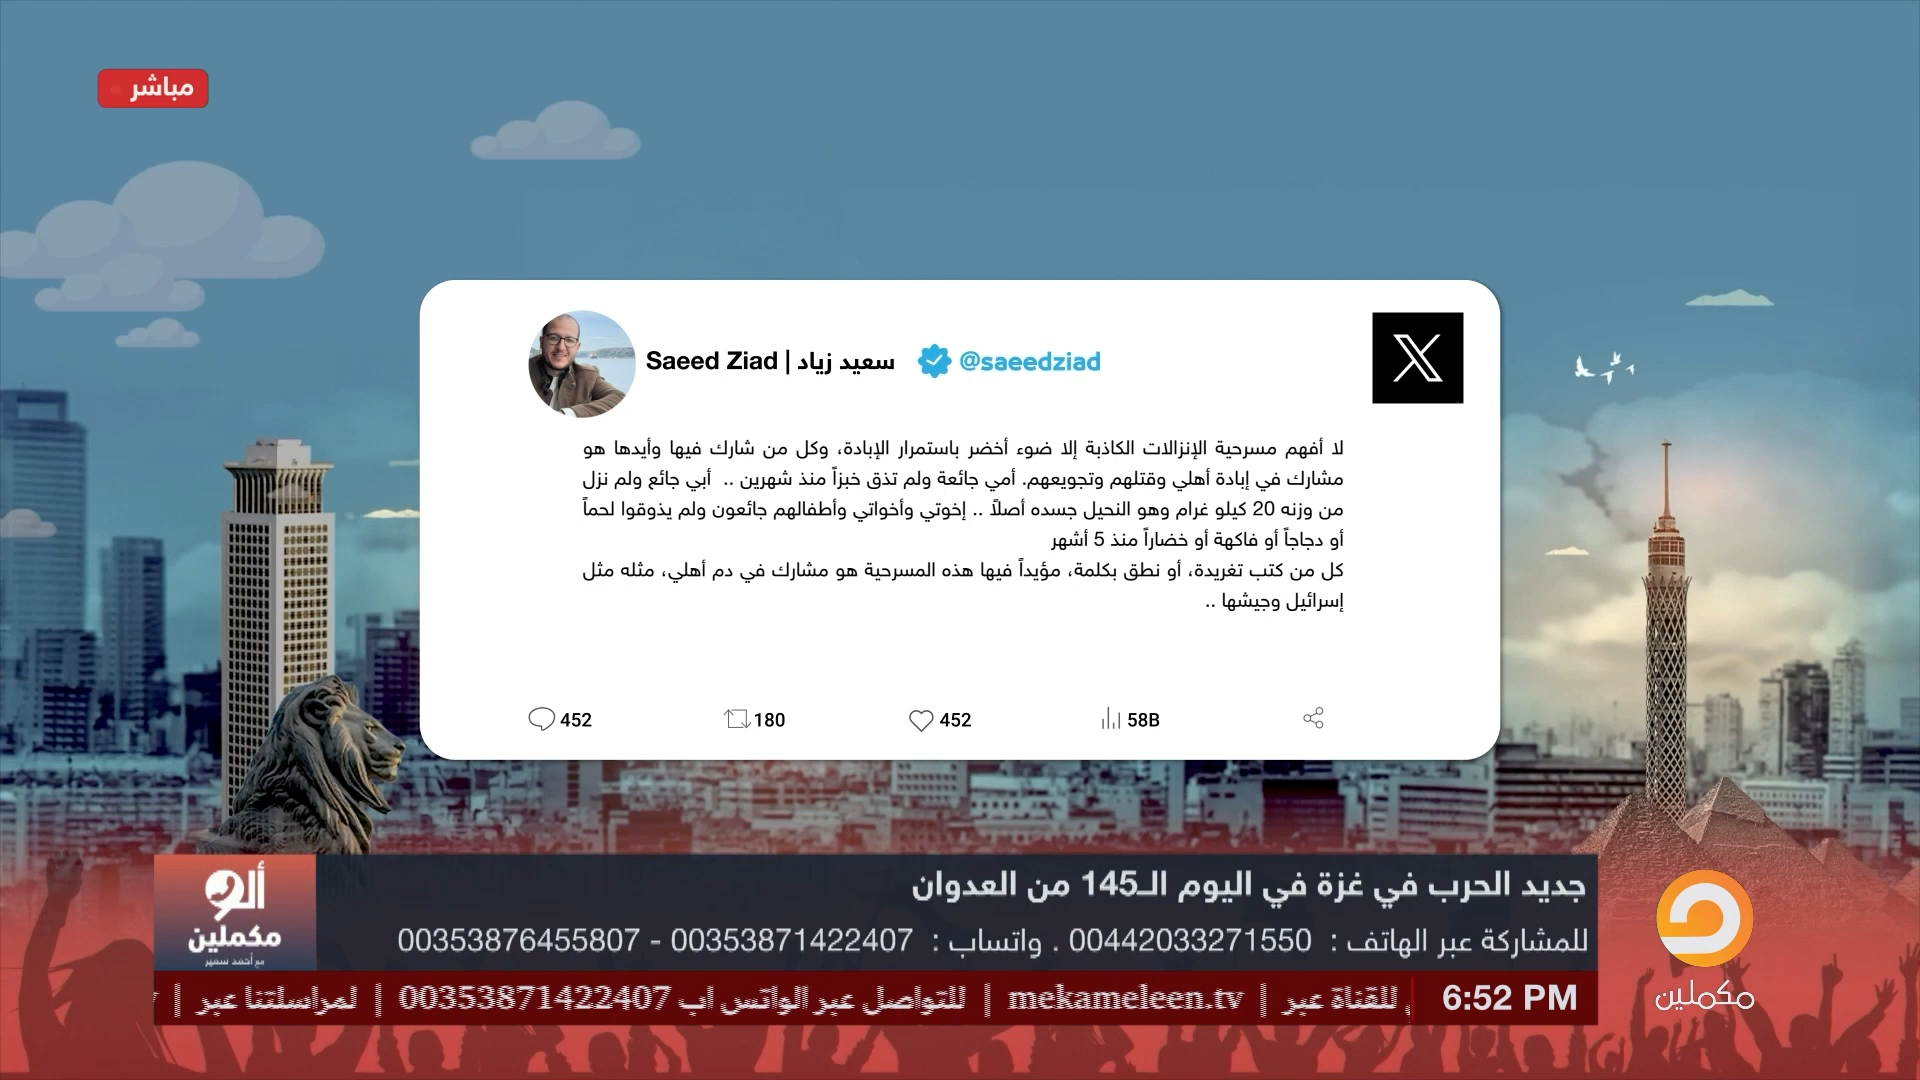 مباشر
Saeed Ziad | سعيد زياد
@saeedziad
لا أفهم مسرحية الإنزالات الكاذبة إلا ضوء أخضر باستمرار الإبادة، وكل من شارك فيها وأيدها هو
مشارك في إبادة أهلي وقتلهم وتجويعهم. أمي جائعة ولم تذق خبزاً منذ شهرين .. أبي جائع ولم نزل
من وزنه 20 كيلو غرام وهو النحيل جسده أصلاً .. إخوتي وأخواتي وأطفالهم جائعون ولم يذوقوا لحماً
أو دجاجاً أو فاكهة أو خضاراً منذ 5 أشهر
كل من كتب تغريدة، أو نطق بكلمة، مؤيداً فيها هذه المسرحية هو مشارك في دم أهلي، مثله مثل
إسرائيل وجيشها ..
452 180 452 58B
جديد الحرب في غزة في اليوم الـ145 من العدوان
للمشاركة عبر الهاتف : 00442033271550 . واتساب : 00353871422407 - 00353876455807
ألو
مكملين
مع أحمد سمير
6:52 PM
للقناة عبر | mekameleen.tv | للتواصل عبر الواتس اب 00353871422407 | لمراسلتنا عبر |
مكملين